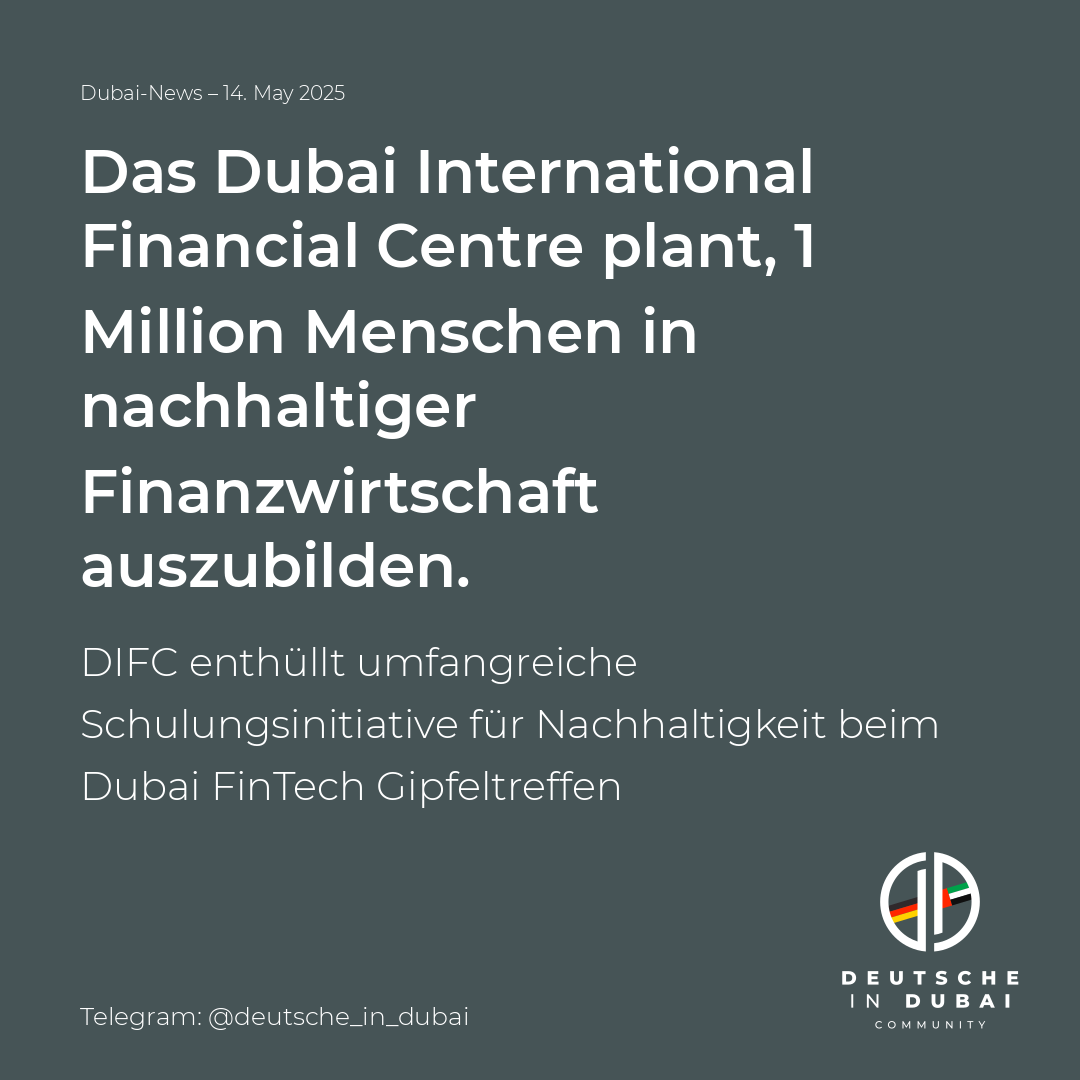 Dubai-News – 14. May 2025
Das Dubai International
Financial Centre plant, 1
Million Menschen in
nachhaltiger
Finanzwirtschaft
auszubilden.
DIFC enthüllt umfangreiche
Schulungsinitiative für Nachhaltigkeit beim
Dubai FinTech Gipfeltreffen
DEUTSCHE
IN DUBAI
COMMUNITY
Telegram: @deutsche_in_dubai